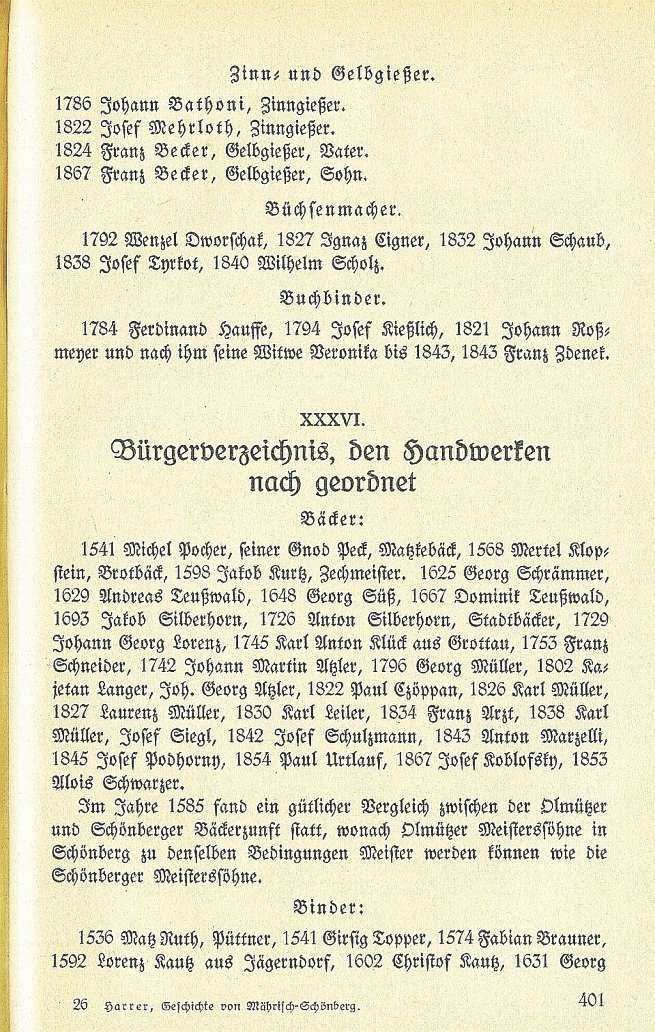 Zinn- und Gelbgießer.
1786 Johann Bathoni, Zinngießer.
1822 Josef Mehrloth, Zinngießer.
1824 Franz Becker, Gelbgießer, Vater.
1867 Franz Becker, Gelbgießer, Sohn.
Büchsenmacher.
1792 Wenzel Dworschak, 1827 Ignaz Eigner, 1832 Johann Schaub,
1838 Josef Tyrkot, 1840 Wilhelm Scholz.
Buchbinder.
1784 Ferdinand Hauffe, 1794 Josef Kießlich, 1821 Johann Roß-
meyer und nach ihm seine Witwe Veronika bis 1843, 1843 Franz Zdenek.
XXXVI.
Bürgerverzeichnis, den Handwerken
nach geordnet
Bäcker:
1541 Michel Pocher, seiner Gnod Peck, Matzkebäck, 1568 Mertel Klop-
stein, Brotbäck, 1598 Jakob Kurtz, Zechmeister. 1625 Georg Schrämmer,
1629 Andreas Teußwald, 1648 Georg Süß, 1667 Dominik Teußwald,
1693 Jakob Silberhorn, 1726 Anton Silberhorn, Stadtbäcker, 1729
Johann Georg Lorenz, 1745 Karl Anton Klück aus Grottau, 1753 Franz
Schneider, 1742 Johann Martin Atzler, 1796 Georg Müller, 1802 Ka-
jetan Langer, Joh. Georg Atzler, 1822 Paul Czöppan, 1826 Karl Müller,
1827 Laurenz Müller, 1830 Karl Leiler, 1834 Franz Arzt, 1838 Karl
Müller, Josef Siegl, 1842 Josef Schulzmann, 1843 Anton Marzelli,
1845 Josef Podhorny, 1854 Paul Urtlauf, 1867 Josef Koblofsky, 1853
Alois Schwarzer.
Im Jahre 1585 fand ein gütlicher Vergleich zwischen der Olmützer
und Schönberger Bäckerzunft statt, wonach Olmützer Meisterssöhne in
Schönberg zu denselben Bedingungen Meister werden können wie die
Schönberger Meisterssöhne.
Binder:
1536 Matz Ruth, Püttner, 1541 Girsig Topper, 1574 Fabian Brauner,
1592 Lorenz Kautz aus Jägerndorf, 1602 Christof Kautz, 1631 Georg
26 Harrer, Geschichte von Mährisch-Schönberg.
401